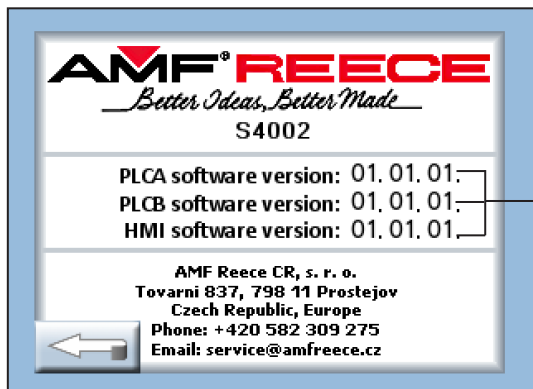 AMF® REECE
Better Ideas, Better Made
S4002
PLCA software version: 01. 01. 01.
PLCB software version: 01. 01. 01.
HMI software version: 01. 01. 01.
AMF Reece CR, s. r. o.
Tovarni 837, 798 11 Prostejov
Czech Republic, Europe
Phone: +420 582 309 275
Email: service@amfreece.cz